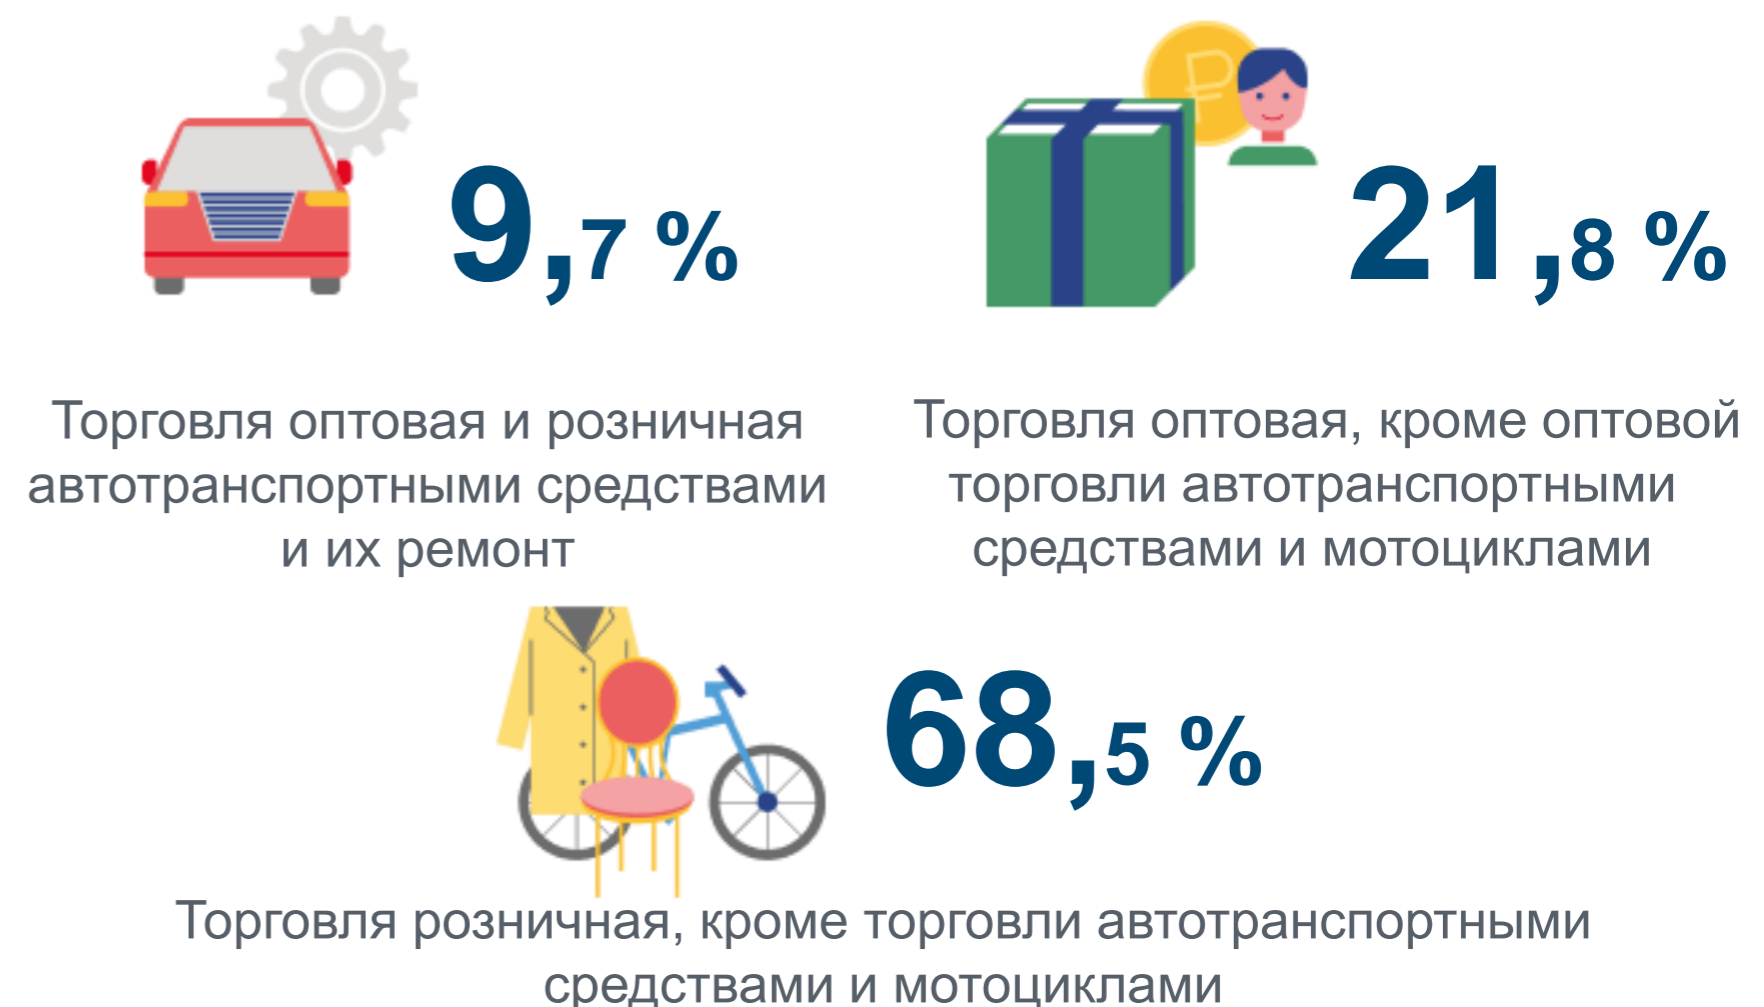 9,7 %
21,8 %
Торговля оптовая и розничная
автотранспортными средствами
и их ремонт
Торговля оптовая, кроме оптовой
торговли автотранспортными
средствами и мотоциклами
68,5 %
Торговля розничная, кроме торговли автотранспортными
средствами и мотоциклами